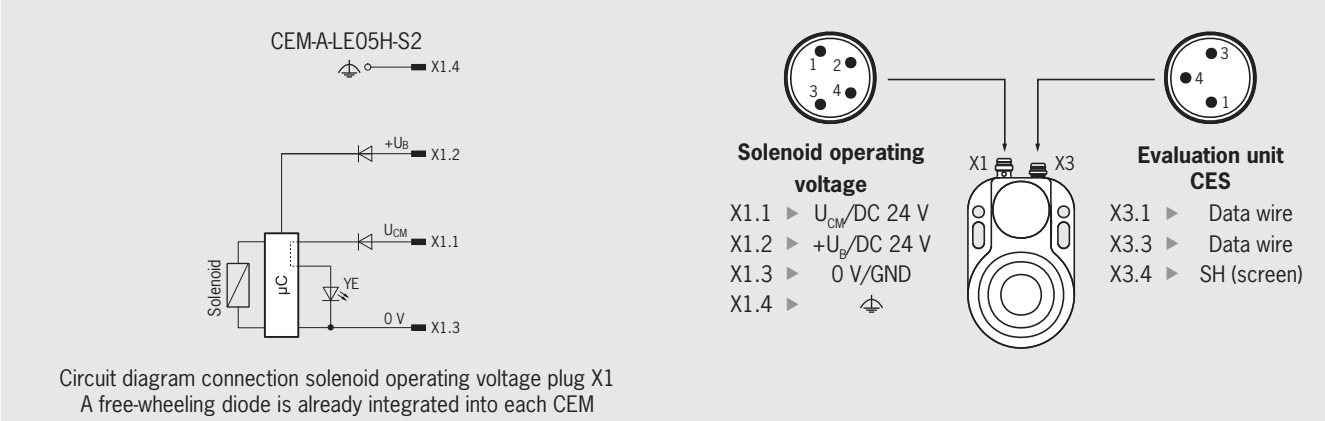 CEM-A-LE05H-S2
X1.4
+UB X1.2
UCM X1.1
Solenoid
µC
YE
0 V X1.3
Circuit diagram connection solenoid operating voltage plug X1
A free-wheeling diode is already integrated into each CEM
1 2
3 4
Solenoid operating
voltage
X1.1 ▶ UCM/DC 24 V
X1.2 ▶ +UB/DC 24 V
X1.3 ▶ 0 V/GND
X1.4 ▶
X1 X3
3
4
1
Evaluation unit
CES
X3.1 ▶ Data wire
X3.3 ▶ Data wire
X3.4 ▶ SH (screen)